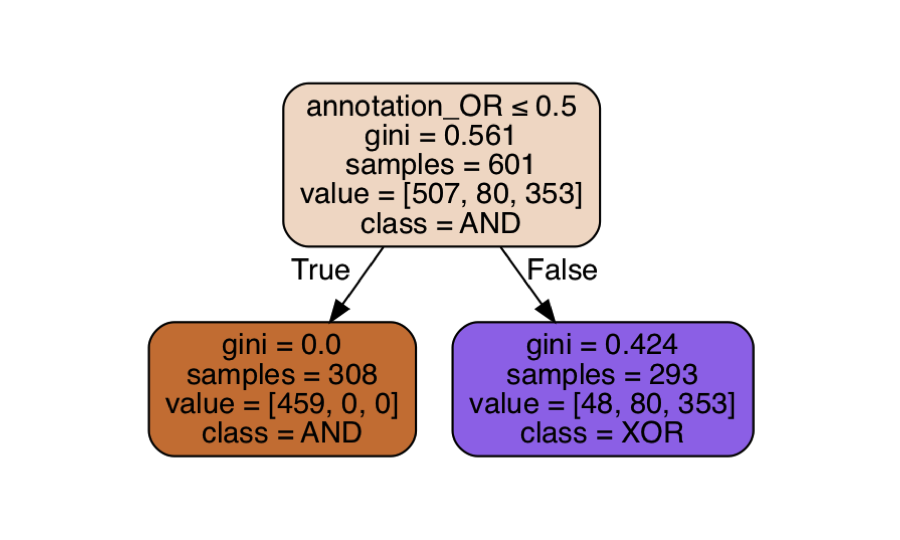 annotation_OR ≤ 0.5
gini = 0.561
samples = 601
value = [507, 80, 353]
class = AND
True
False
gini = 0.0
samples = 308
value = [459, 0, 0]
class = AND
gini = 0.424
samples = 293
value = [48, 80, 353]
class = XOR